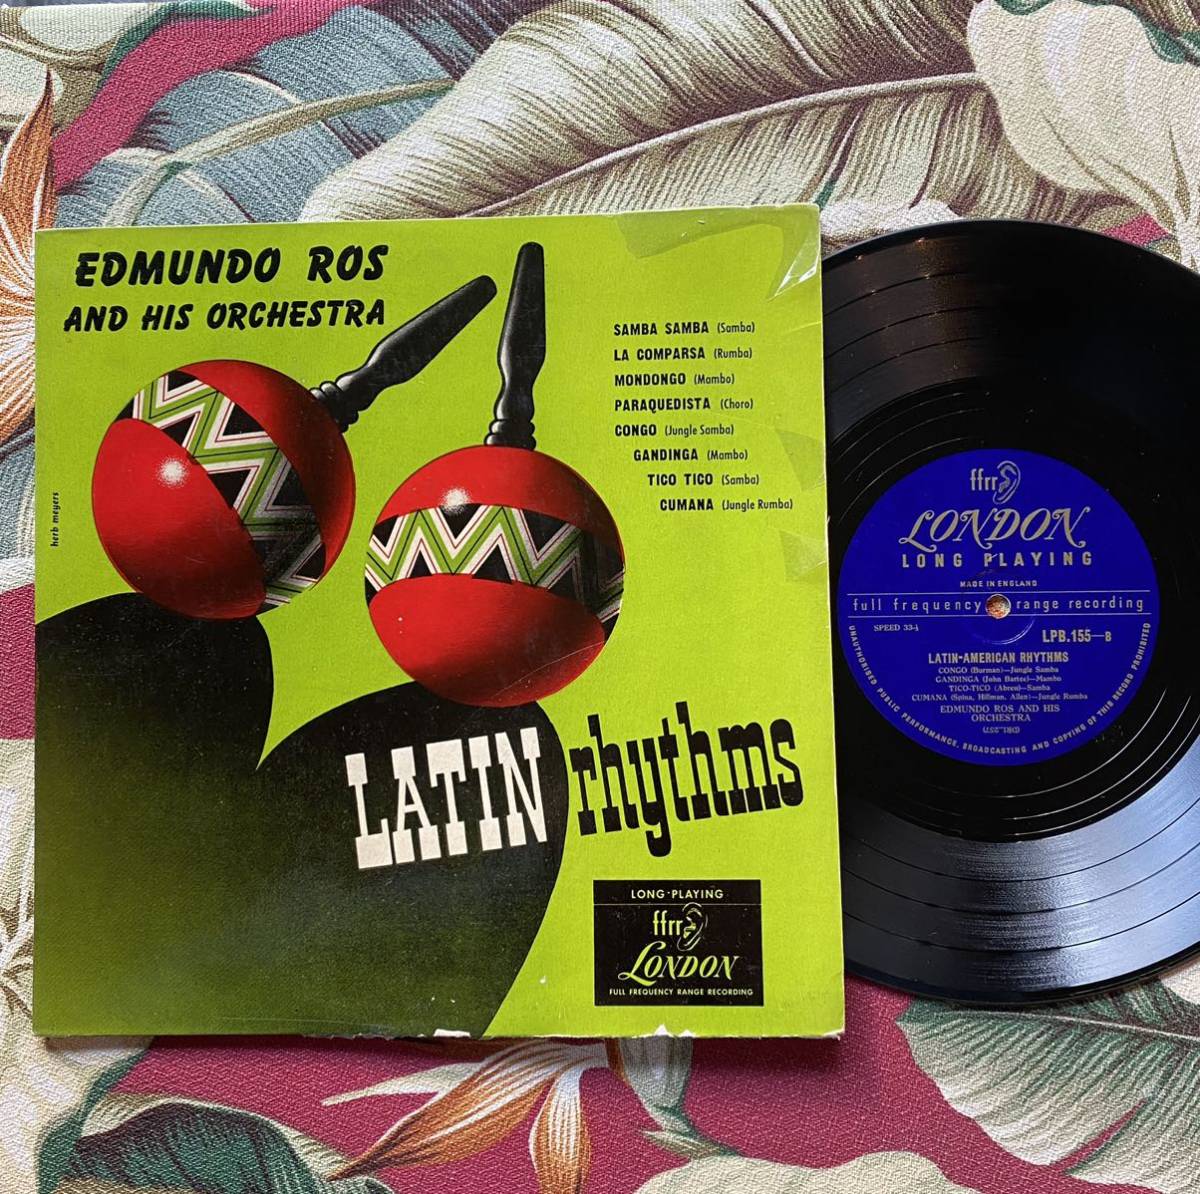 EDMUNDO ROS
AND HIS ORCHESTRA
SAMBA SAMBA (Samba)
LA COMPARSA (Rumba)
MONDONGO (Mambo)
PARAQUEDISTA (Choro)
CONGO (Jungle Samba)
GANDINGA (Mambo)
TICO TICO (Samba)
CUMANA (Jungle Rumba)
herb meyers
LATIN rhythms
LONG-PLAYING
ffrr
LONDON
FULL FREQUENCY RANGE RECORDING
ffrr
LONDON
LONG PLAYING
MADE IN ENGLAND
full frequency range recording
SPEED 33⅓
LPB.155—B
LATIN-AMERICAN RHYTHMS
CONGO (Burman)—Jungle Samba
GANDINGA (John Bartee)—Mambo
TICO-TICO (Abreu)—Samba
CUMANA (Spina, Hillman, Allen)—Jungle Rumba
EDMUNDO ROS AND HIS
ORCHESTRA
UNAUTHORISED PUBLIC PERFORMANCE, BROADCASTING AND COPYING OF THIS RECORD PROHIBITED